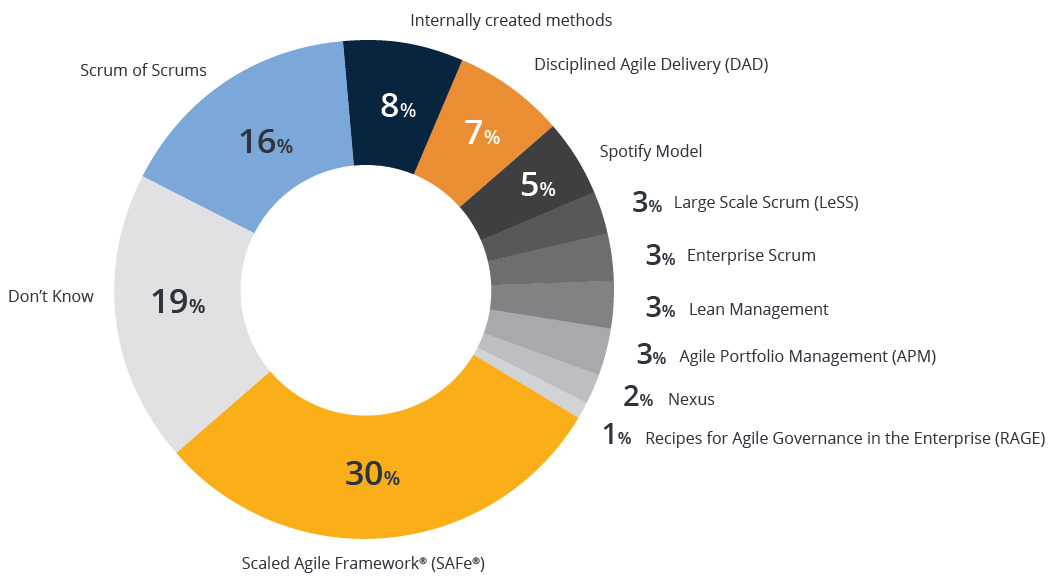 Internally created methods
Disciplined Agile Delivery (DAD)
Scrum of Scrums
8%
7%
16%
Spotify Model
5%
3% Large Scale Scrum (LeSS)
3% Enterprise Scrum
Don’t Know
19%
3% Lean Management
3% Agile Portfolio Management (APM)
2% Nexus
1% Recipes for Agile Governance in the Enterprise (RAGE)
30%
Scaled Agile Framework® (SAFe®)